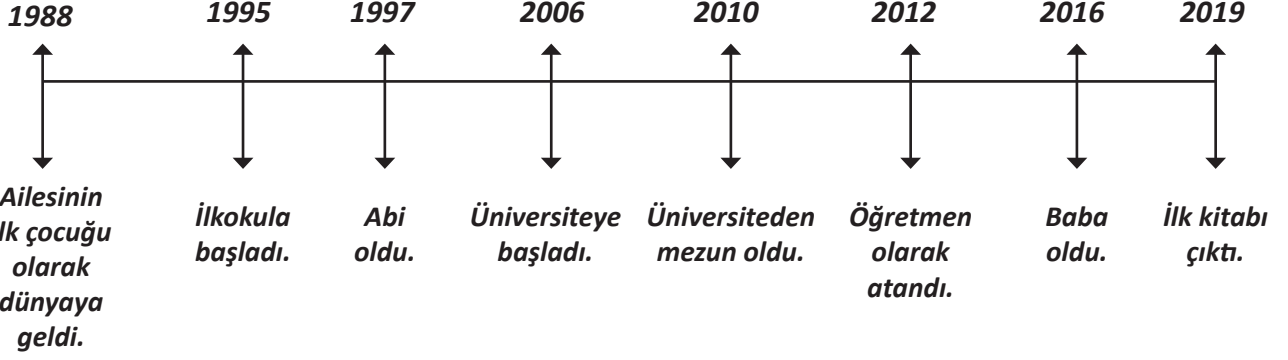 1988 1995 1997 2006 2010 2012 2016 2019
Ailesinin
lk çocuğu
olarak
dünyaya
geldi.
İlkokula
başladı.
Abi
oldu.
Üniversiteye
başladı.
Üniversiteden
mezun oldu.
Öğretmen
olarak
atandı.
Baba
oldu.
İlk kitabı
çıktı.